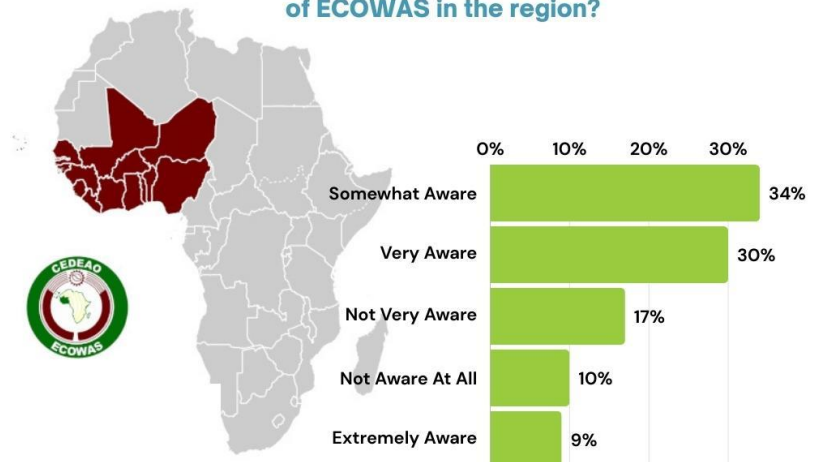 of ECOWAS in the region?
0% 10% 20% 30%
Somewhat Aware 34%
Very Aware 30%
Not Very Aware 17%
Not Aware At All 10%
Extremely Aware 9%
CEDEAO
ECOWAS